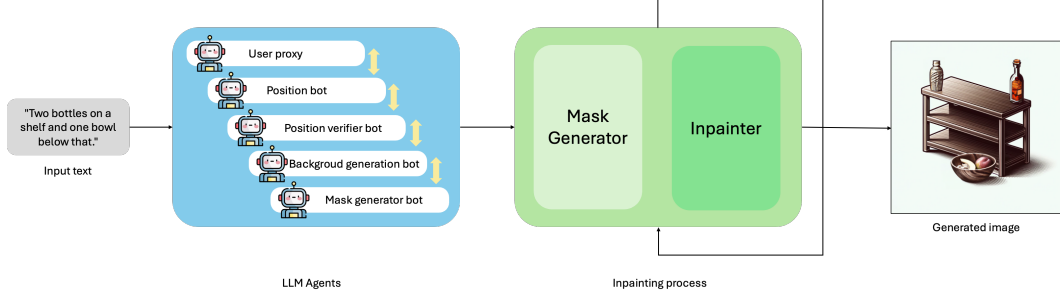 "Two bottles on a
shelf and one bowl
below that."
Input text
User proxy
Position bot
Position verifier bot
Backgroud generation bot
Mask generator bot
LLM Agents
Mask
Generator
Inpainter
Inpainting process
Generated image